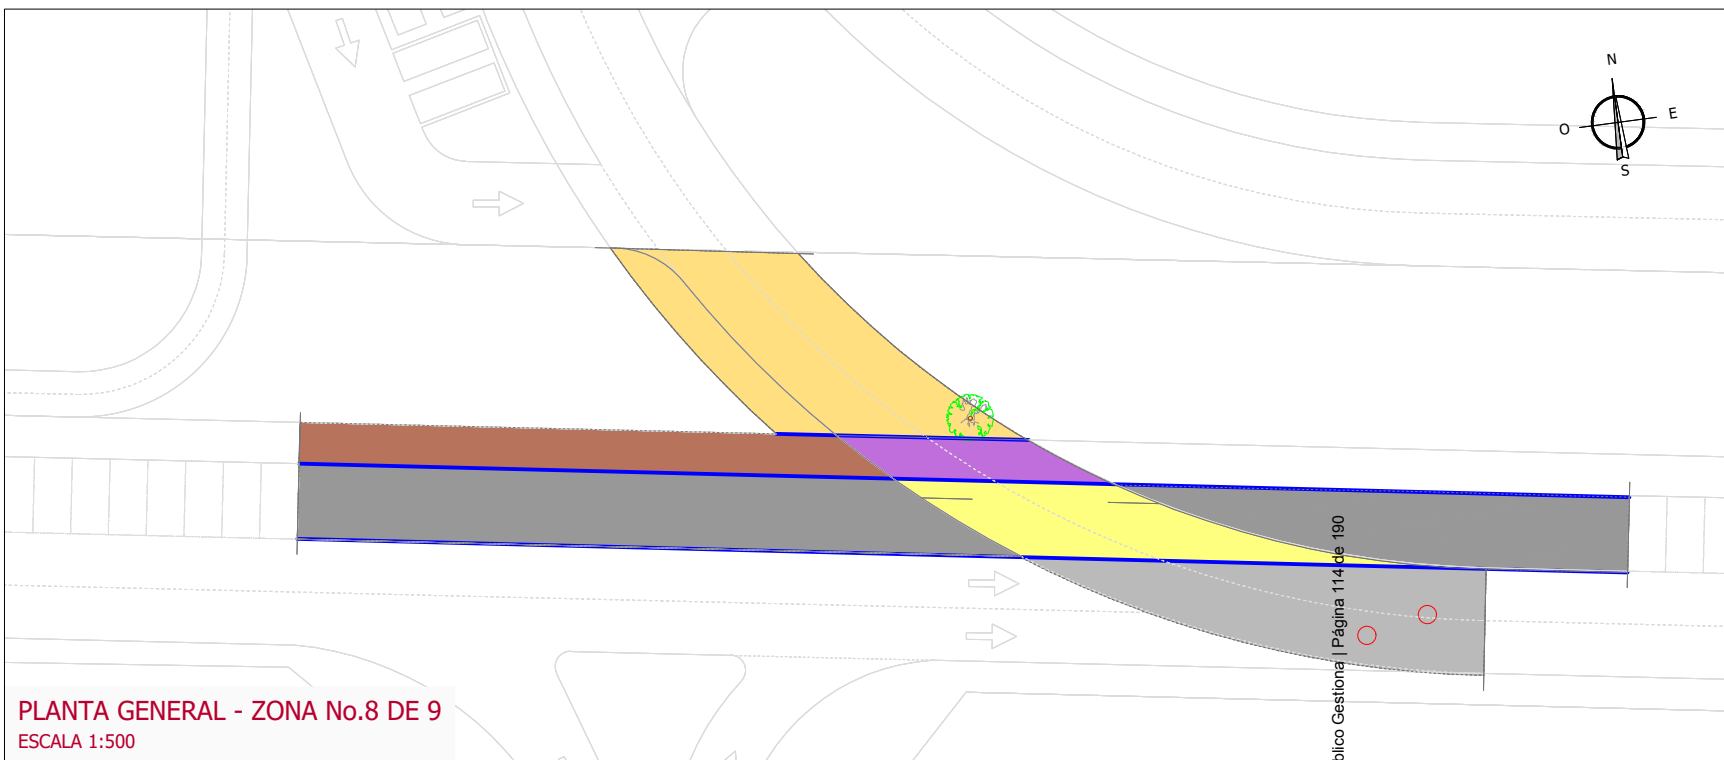 N
O
E
S
blico Gestiona | Página 114 de 190
PLANTA GENERAL - ZONA No.8 DE 9
ESCALA 1:500